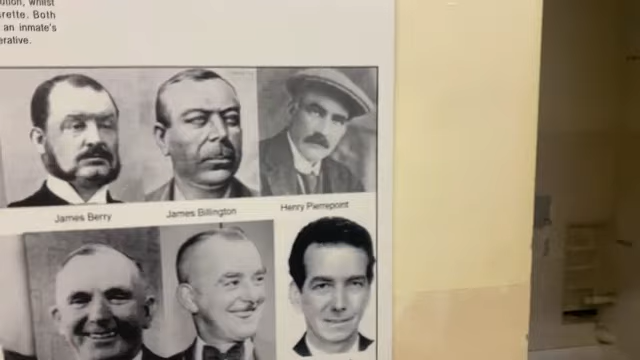 ution, whilst
rette. Both
an inmate's
erative.
James Berry
James Billington
Henry Pierrepoint